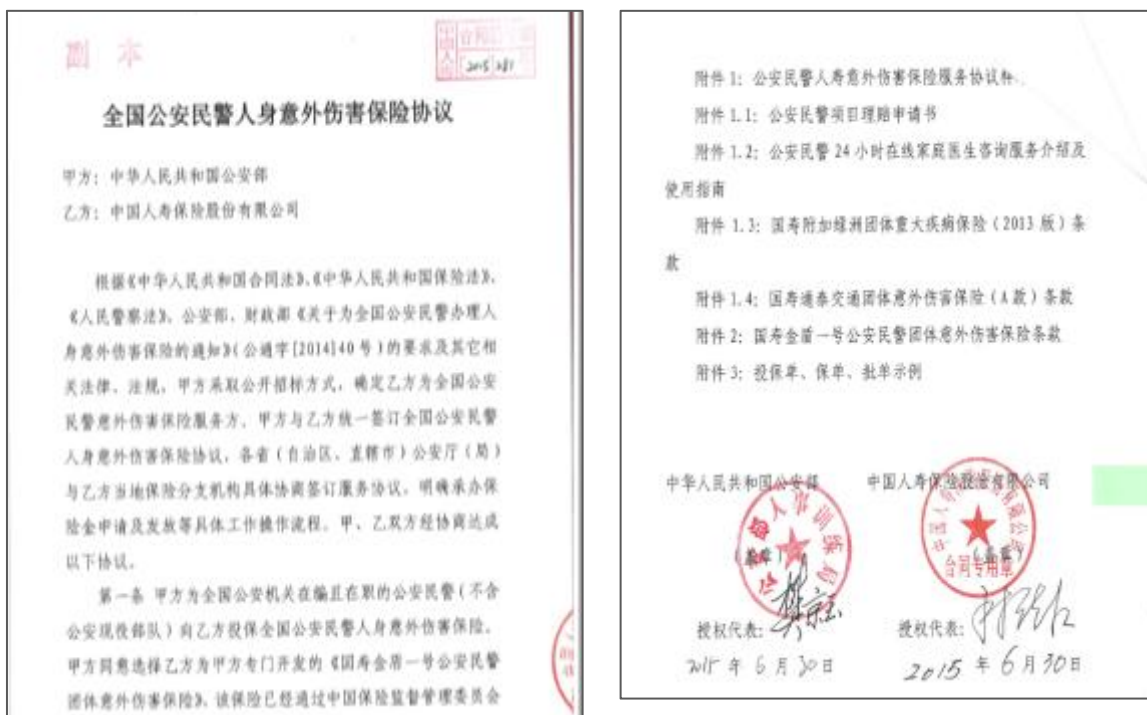 副 本
2015 281
全国公安民警人身意外伤害保险协议
甲方：中华人民共和国公安部
乙方：中国人寿保险股份有限公司
根据《中华人民共和国合同法》、《中华人民共和国保险法》、
《人民警察法》、公安部、财政部《关于为全国公安民警办理人
身意外伤害保险的通知》（公通字[2014]40号）的要求及其它相
关法律、法规，甲方采取公开招标方式，确定乙方为全国公安
民警意外伤害保险服务方。甲方与乙方统一签订全国公安民警
人身意外伤害保险协议，各省（自治区、直辖市）公安厅（局）
与乙方当地保险分支机构具体协商签订服务协议，明确承办保
险金申请及发放等具体工作操作流程。甲、乙双方经协商达成
以下协议。
第一条 甲方为全国公安机关在编且在职的公安民警（不含
公安现役部队）向乙方投保全国公安民警人身意外伤害保险。
甲方同意选择乙方为甲方专门开发的《国寿金盾一号公安民警
团体意外伤害保险》，该保险已经通过中国保险监督管理委员会
附件1：公安民警人寿意外伤害保险服务协议书
附件1.1：公安民警项目理赔申请书
附件1.2：公安民警24小时在线家庭医生咨询服务介绍及
使用指南
附件1.3：国寿附加绿洲团体重大疾病保险（2013版）条
款
附件1.4：国寿通泰交通团体意外伤害保险（A款）条款
附件2：国寿金盾一号公安民警团体意外伤害保险条款
附件3：投保单、保单、批单示例
中华人民共和国公安部 中国人寿保险股份有限公司
（盖章） （盖章）
合同专用章
授权代表： 授权代表：
2015年6月30日 2015年6月30日